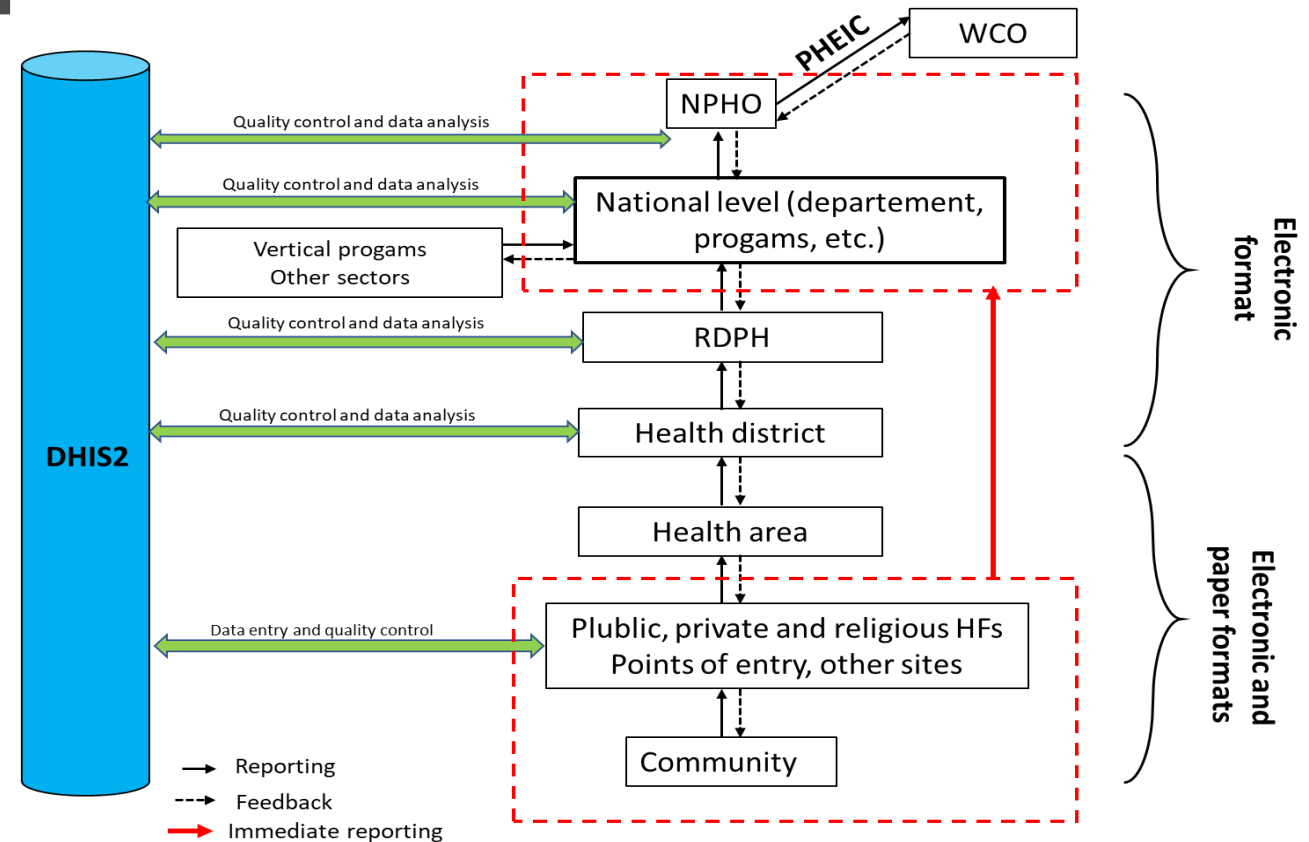 WCO
PHEIC
NPHO
Quality control and data analysis
Quality control and data analysis
National level (departement,
progams, etc.)
Vertical progams
Other sectors
Electronic
format
Quality control and data analysis
RDPH
Quality control and data analysis
Health district
DHIS2
Health area
Electronic and
paper formats
Data entry and quality control
Plublic, private and religious HFs
Points of entry, other sites
Community
Reporting
Feedback
Immediate reporting